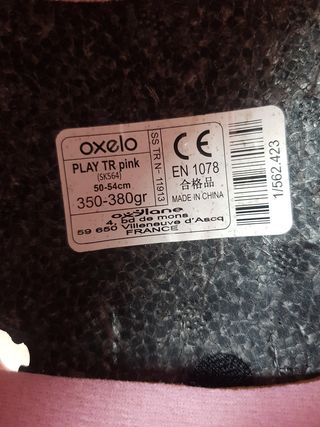 oxelo
PLAY TR pink
(SK564)
50-54cm
350-380gr
SS TR N- 11913
CE
EN 1078
合格品
MADE IN CHINA
1/562.423
oxylane
4, bd de mons
59 650 Villeneuve d'Ascq
FRANCE